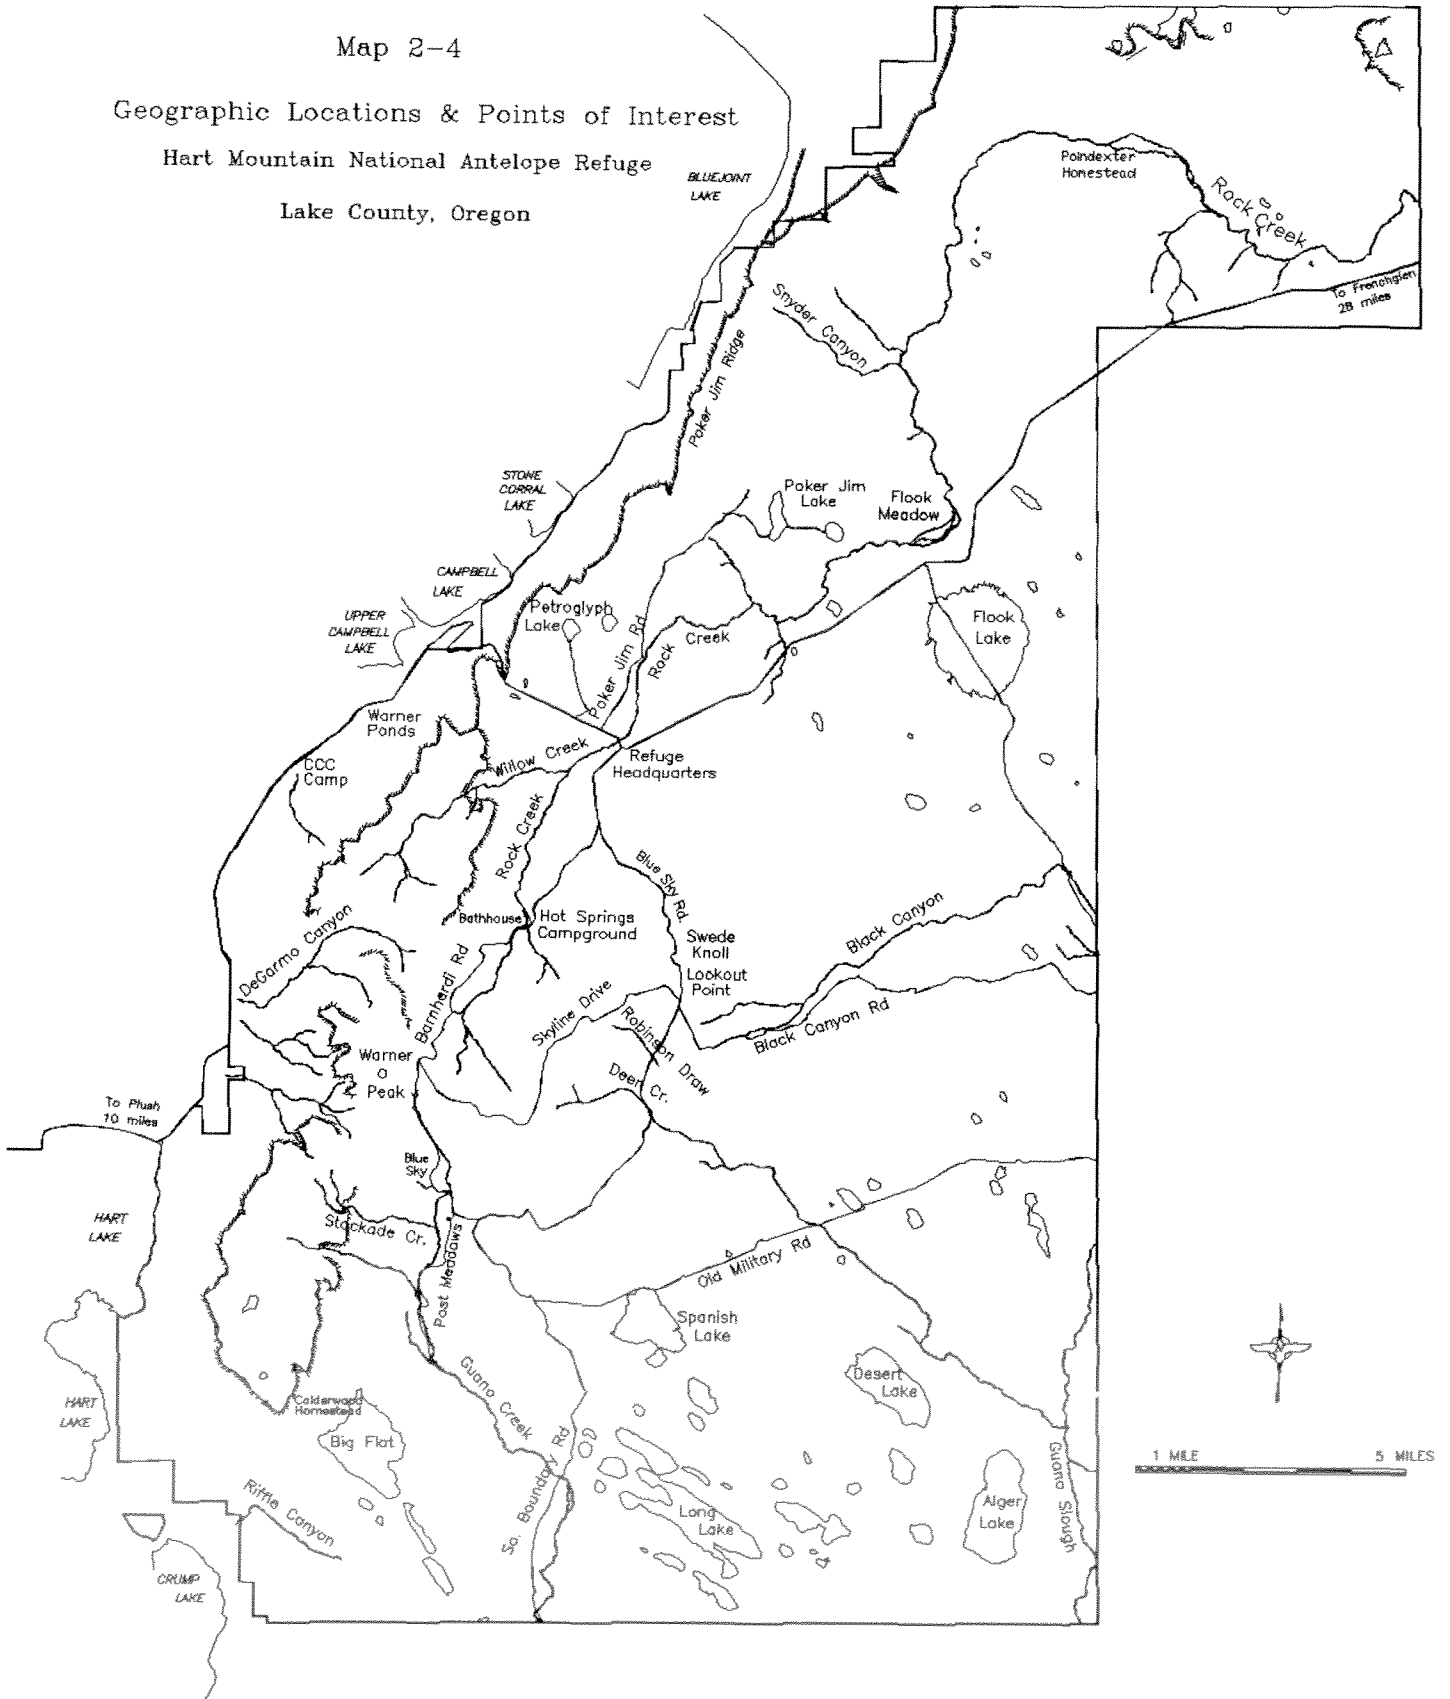 Map 2-4
Geographic Locations & Points of Interest
Hart Mountain National Antelope Refuge
Lake County, Oregon
BLUEJOINT
LAKE
Poindexter
Homestead
Rock Creek
To Frenchglen
28 miles
Snyder Canyon
Poker Jim Ridge
STONE
CORRAL
LAKE
Poker Jim
Lake
Flook
Meadow
CAMPBELL
LAKE
UPPER
CAMPBELL
LAKE
Petroglyph
Lake
Poker Jim Rd
Rock
Creek
Flook
Lake
Warner
Ponds
CCC
Camp
Willow Creek
Refuge
Headquarters
Rock Creek
Blue Sky Rd.
Bathhouse
Hot Springs
Campground
Swede
Knoll
Lookout
Point
Black Canyon
DeGarmo Canyon
Barnhardi Rd
Skyline Drive
Robinson Draw
Black Canyon Rd
Warner
Peak
Deer Cr.
To Plush
10 miles
Blue
Sky
HART
LAKE
Stockade Cr.
Post Meadows
Old Military Rd
Spanish
Lake
Desert
Lake
Guano Creek
HART
LAKE
Calderwood
Homestead
Big Flat
So. Boundary Rd
Guano Slough
1 MILE
5 MILES
Riffle Canyon
Long
Lake
Alger
Lake
CRUMP
LAKE